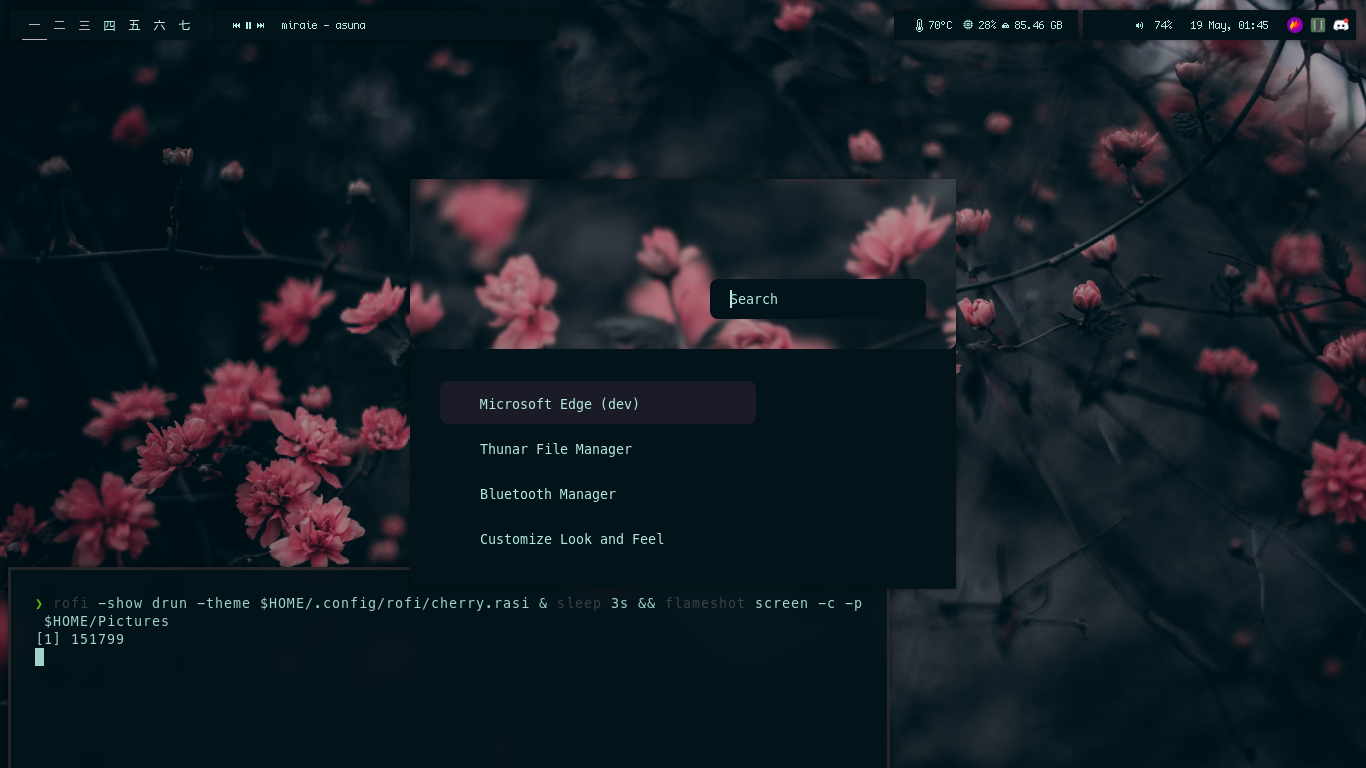 一 二 三 四 五 六 七
miraie - asuna
70°C 28% 85.46 GB
74% 19 May, 01:45
Search
Microsoft Edge (dev)
Thunar File Manager
Bluetooth Manager
Customize Look and Feel
❯ rofi -show drun -theme $HOME/.config/rofi/cherry.rasi & sleep 3s && flameshot screen -c -p
$HOME/Pictures
[1] 151799